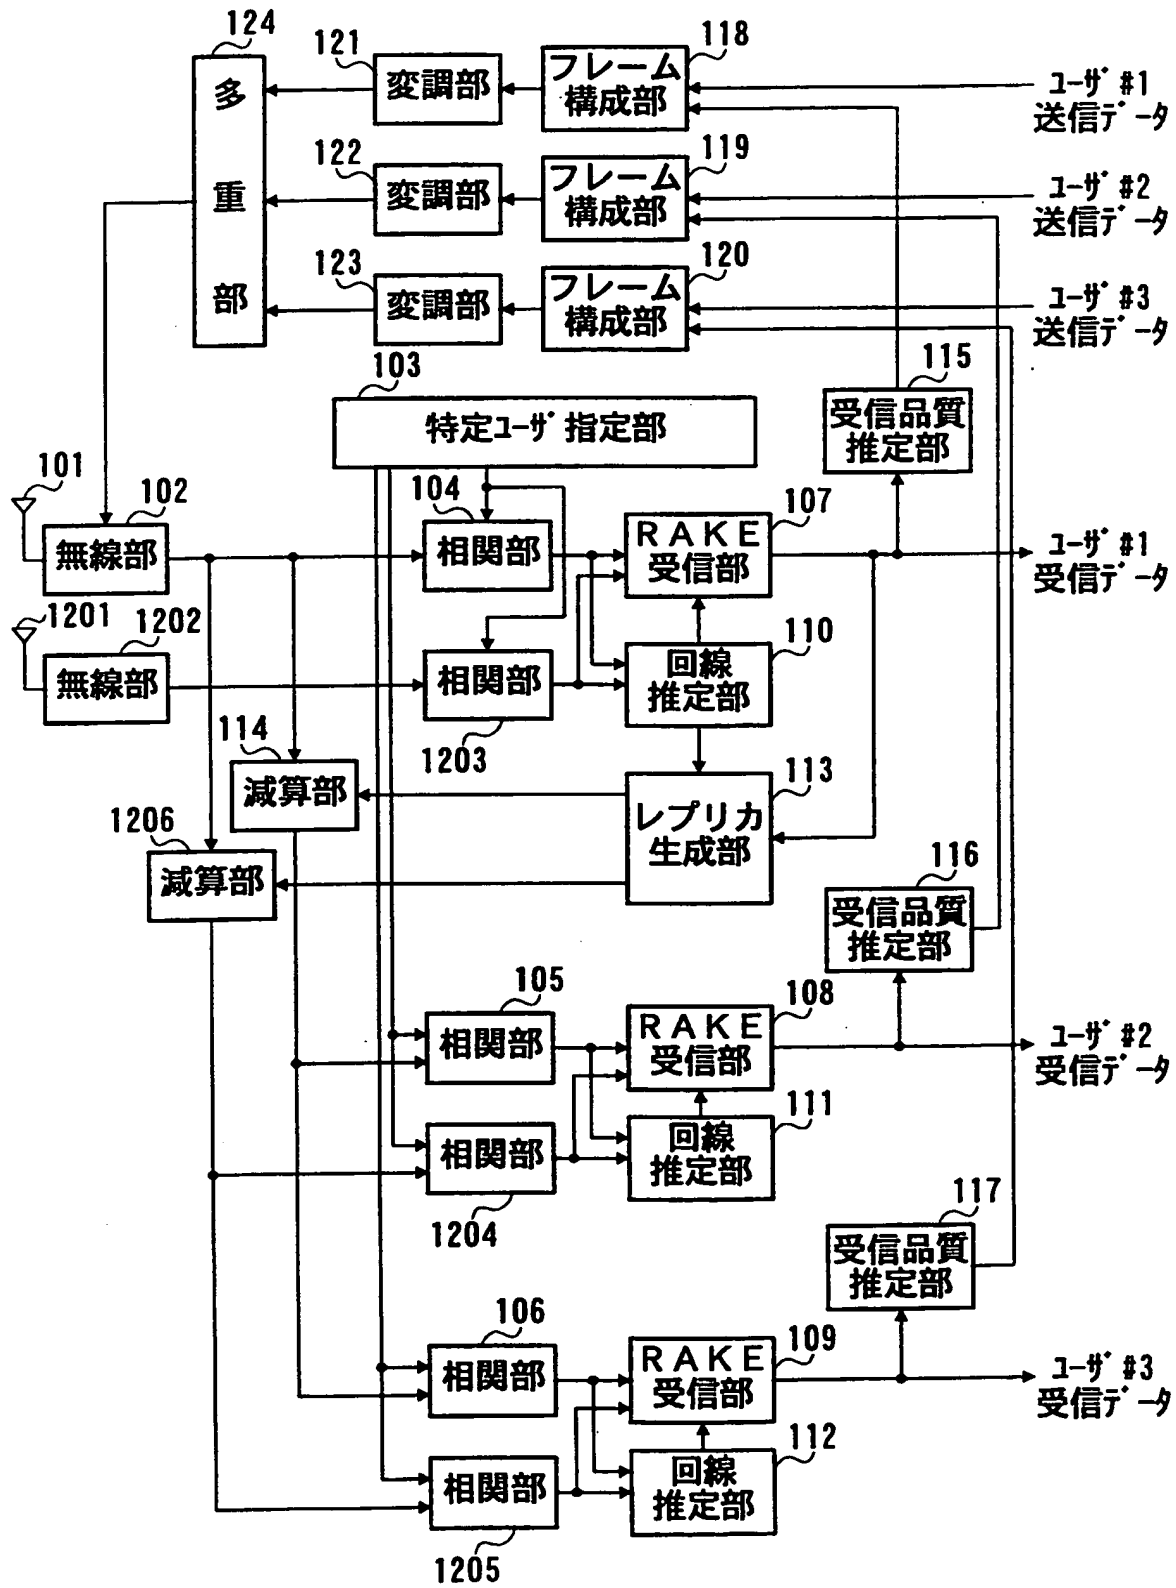 124
多重部
121
変調部
118
フレーム
構成部
ユーザ#1
送信データ
122
変調部
119
フレーム
構成部
ユーザ#2
送信データ
123
変調部
120
フレーム
構成部
ユーザ#3
送信データ
103
特定ユーザ指定部
115
受信品質
推定部
101
102
無線部
104
相関部
107
RAKE
受信部
ユーザ#1
受信データ
1201
1202
無線部
相関部
1203
110
回線
推定部
114
減算部
113
レプリカ
生成部
1206
減算部
116
受信品質
推定部
105
相関部
108
RAKE
受信部
ユーザ#2
受信データ
相関部
1204
111
回線
推定部
117
受信品質
推定部
106
相関部
109
RAKE
受信部
ユーザ#3
受信データ
相関部
1205
112
回線
推定部